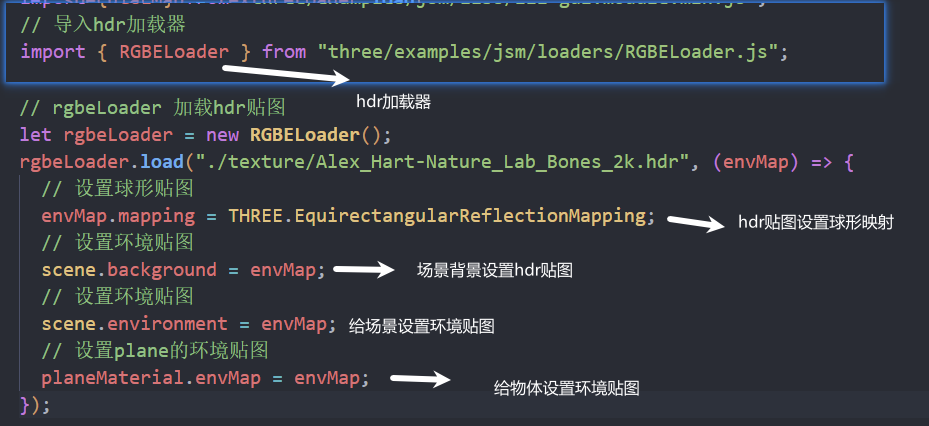 // 导入hdr加载器
import { RGBELoader } from "three/examples/jsm/loaders/RGBELoader.js";
hdr加载器
// rgbeLoader 加载hdr贴图
let rgbeLoader = new RGBELoader();
rgbeLoader.load("./texture/Alex_Hart-Nature_Lab_Bones_2k.hdr", (envMap) => {
// 设置球形贴图
envMap.mapping = THREE.EquirectangularReflectionMapping;
hdr贴图设置球形映射
// 设置环境贴图
scene.background = envMap;
场景背景设置hdr贴图
// 设置环境贴图
scene.environment = envMap;
给场景设置环境贴图
// 设置plane的环境贴图
planeMaterial.envMap = envMap;
给物体设置环境贴图
});